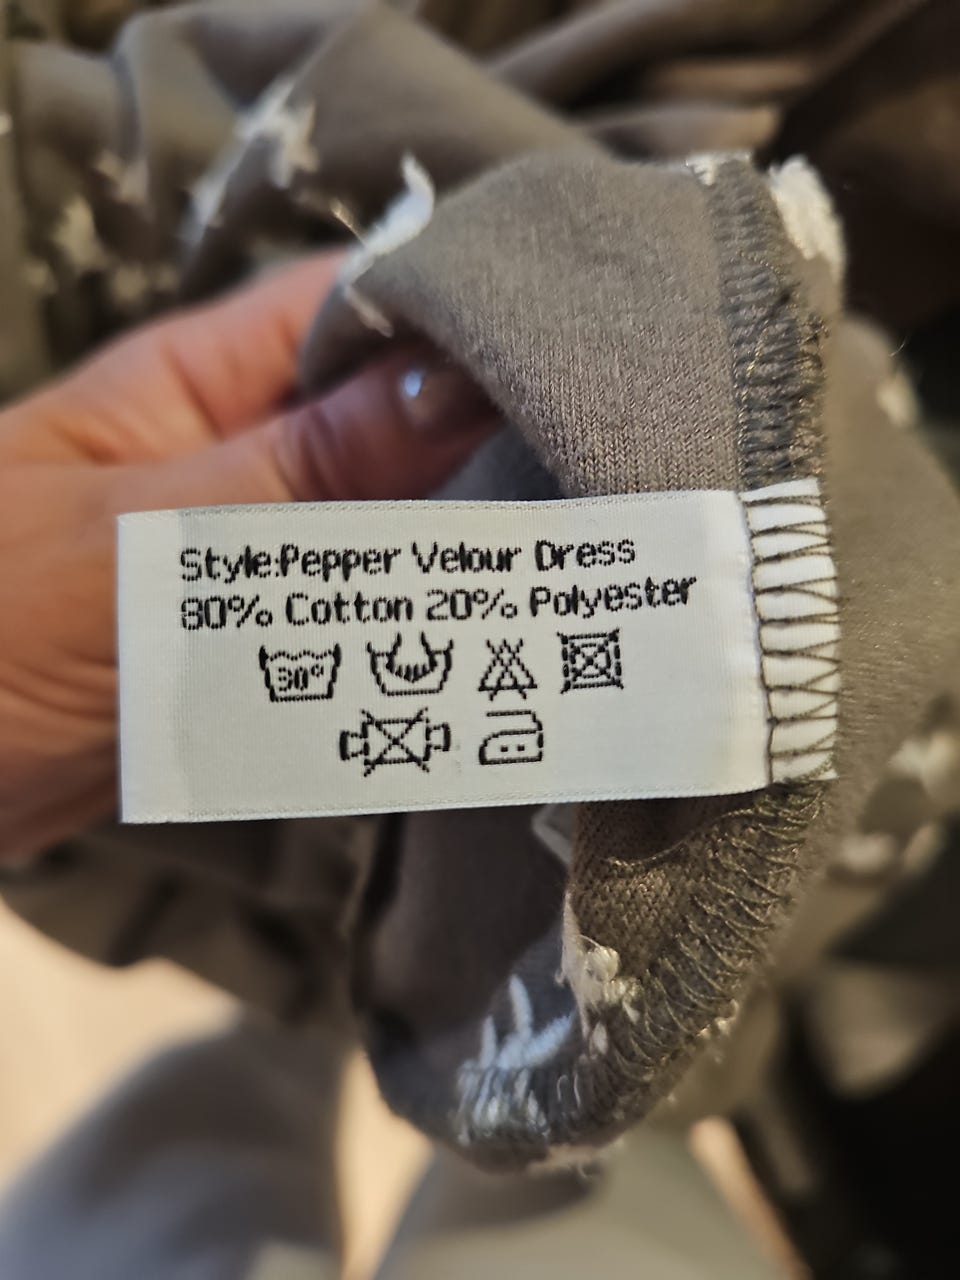 Style:Pepper Velour Dress
80% Cotton 20% Polyester
30°